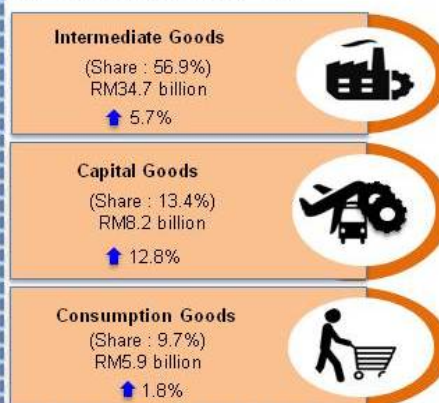 Intermediate Goods
(Share : 56.9%)
RM34.7 billion
5.7%
Capital Goods
(Share : 13.4%)
RM8.2 billion
12.8%
Consumption Goods
(Share : 9.7%)
RM5.9 billion
1.8%